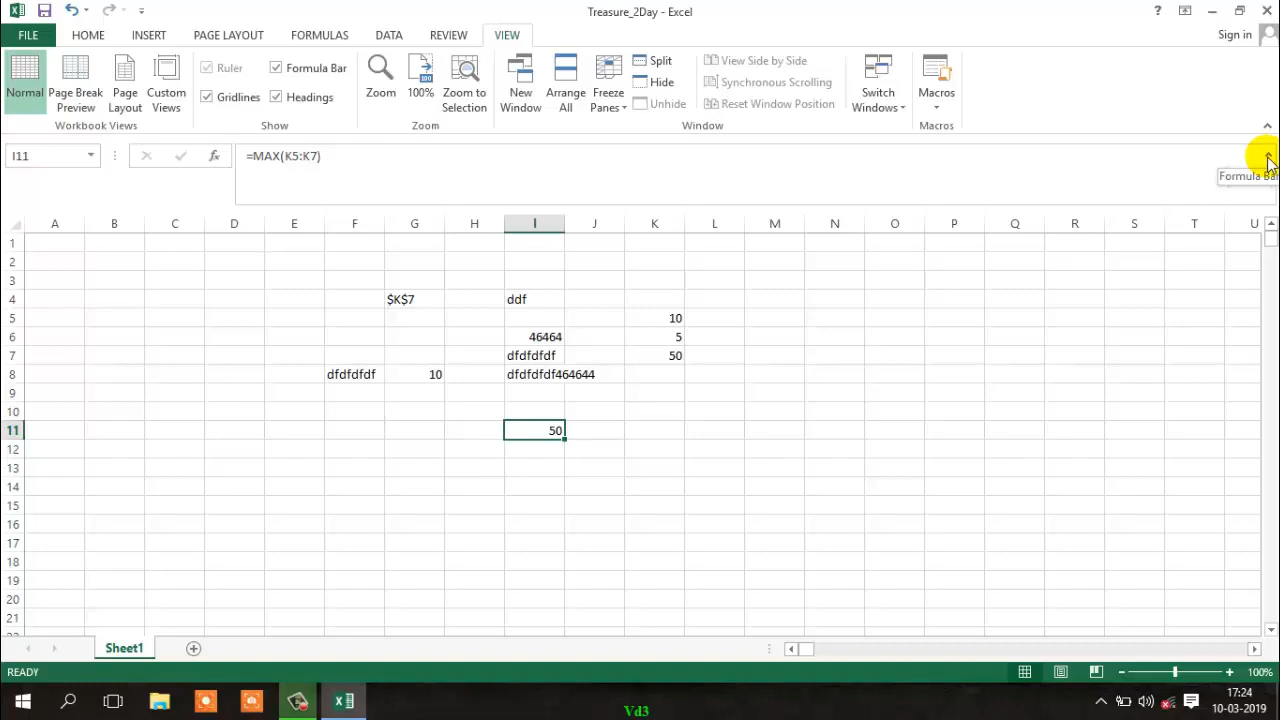 Treasure_2Day - Excel
?
FILE HOME INSERT PAGE LAYOUT FORMULAS DATA REVIEW VIEW Sign in
Normal Page Break Preview Page Layout Custom Views
Workbook Views
Ruler Formula Bar
Gridlines Headings
Show
Zoom 100% Zoom to Selection
Zoom
New Window Arrange All Freeze Panes
Split
Hide
Unhide
View Side by Side
Synchronous Scrolling
Reset Window Position
Switch Windows
Window
Macros
Macros
I11 fx =MAX(K5:K7)
Formula Bar
A B C D E F G H I J K L M N O P Q R S T U
1
2
3
4 $K$7 ddf
5 10
6 46464 5
7 dfdfdfdf 50
8 dfdfdfdf 10 dfdfdfdf464644
9
10
11 50
12
13
14
15
16
17
18
19
20
21
Sheet1
READY 100%
17:24
10-03-2019
Vd3